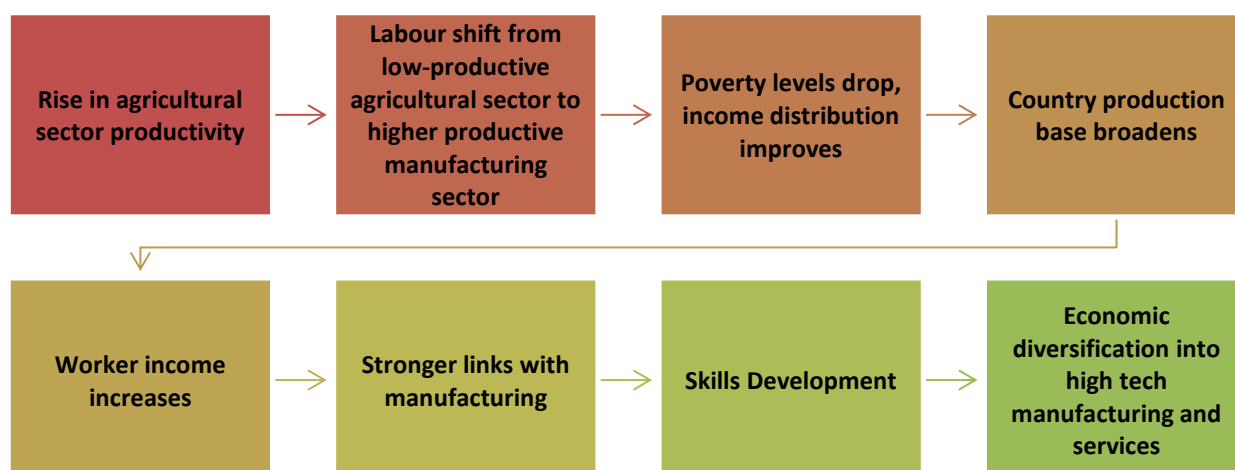 Rise in agricultural
sector productivity
Labour shift from
low-productive
agricultural sector to
higher productive
manufacturing
sector
Poverty levels drop,
income distribution
improves
Country production
base broadens
Worker income
increases
Stronger links with
manufacturing
Skills Development
Economic
diversification into
high tech
manufacturing and
services